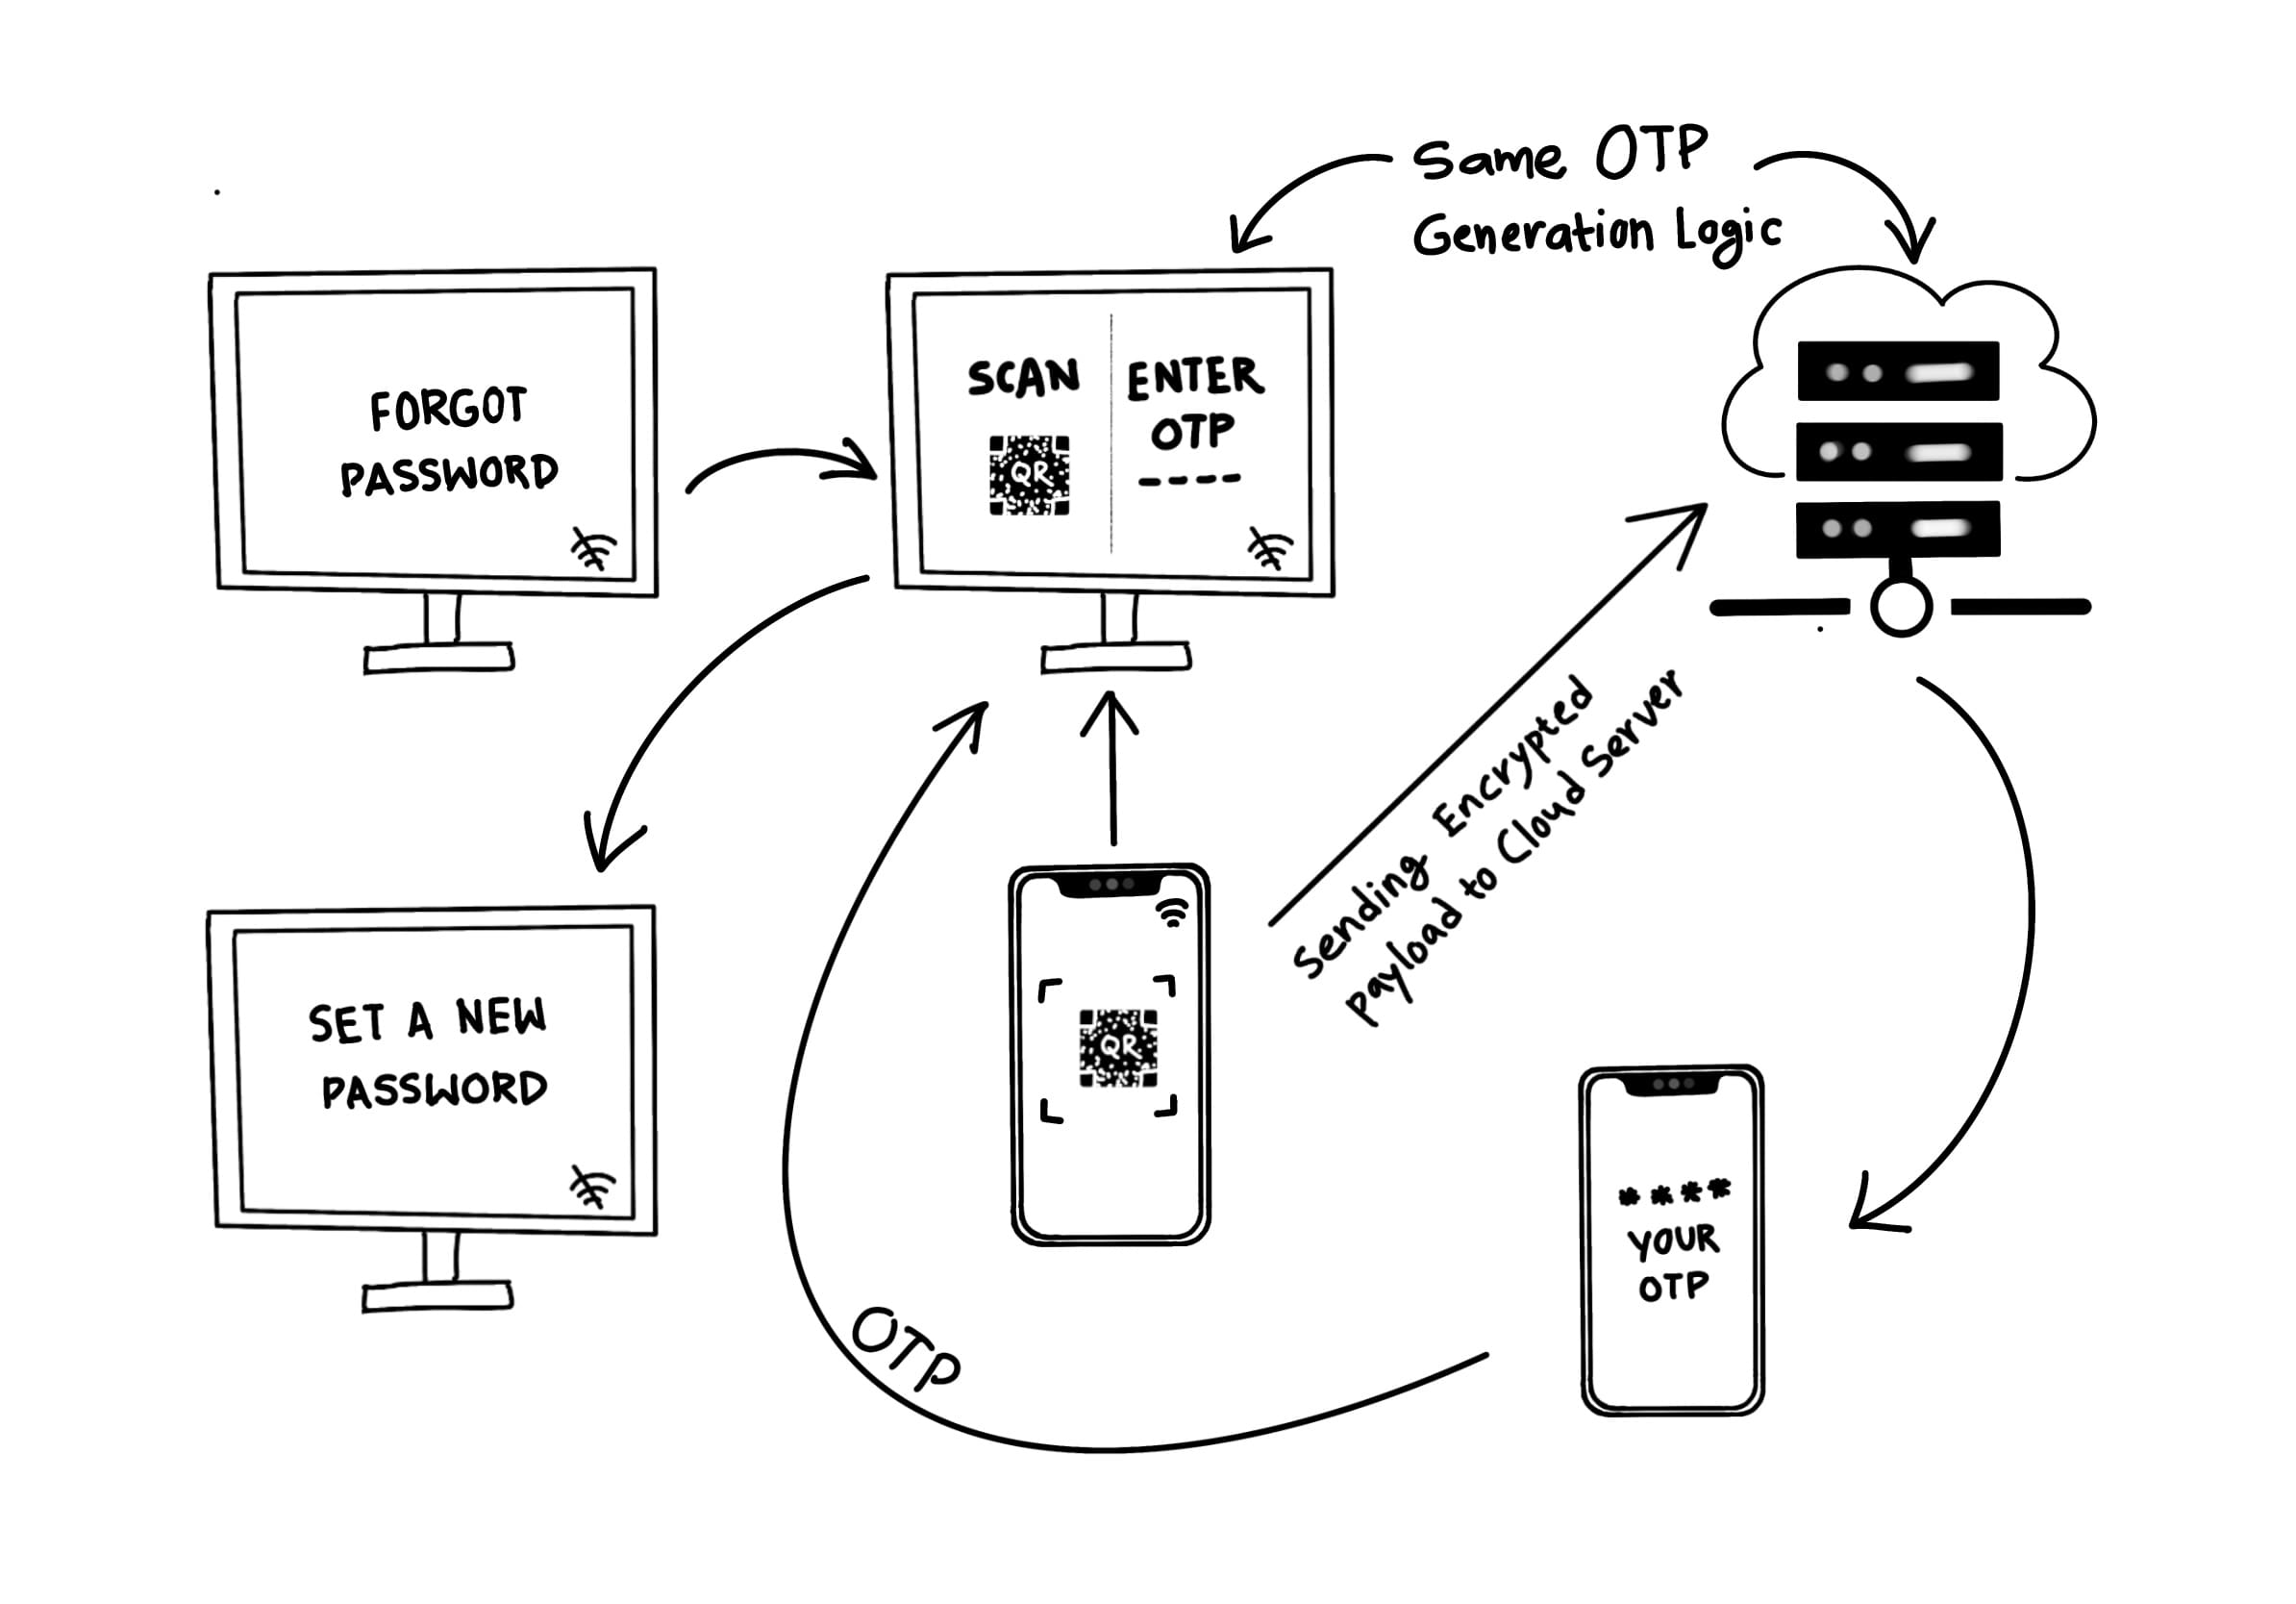 Same OTP
Generation Logic
FORGOT
PASSWORD
SCAN
QR
ENTER
OTP
----
Sending Encrypted
Payload to Cloud Server
SET A NEW
PASSWORD
QR
****
YOUR
OTP
OTP